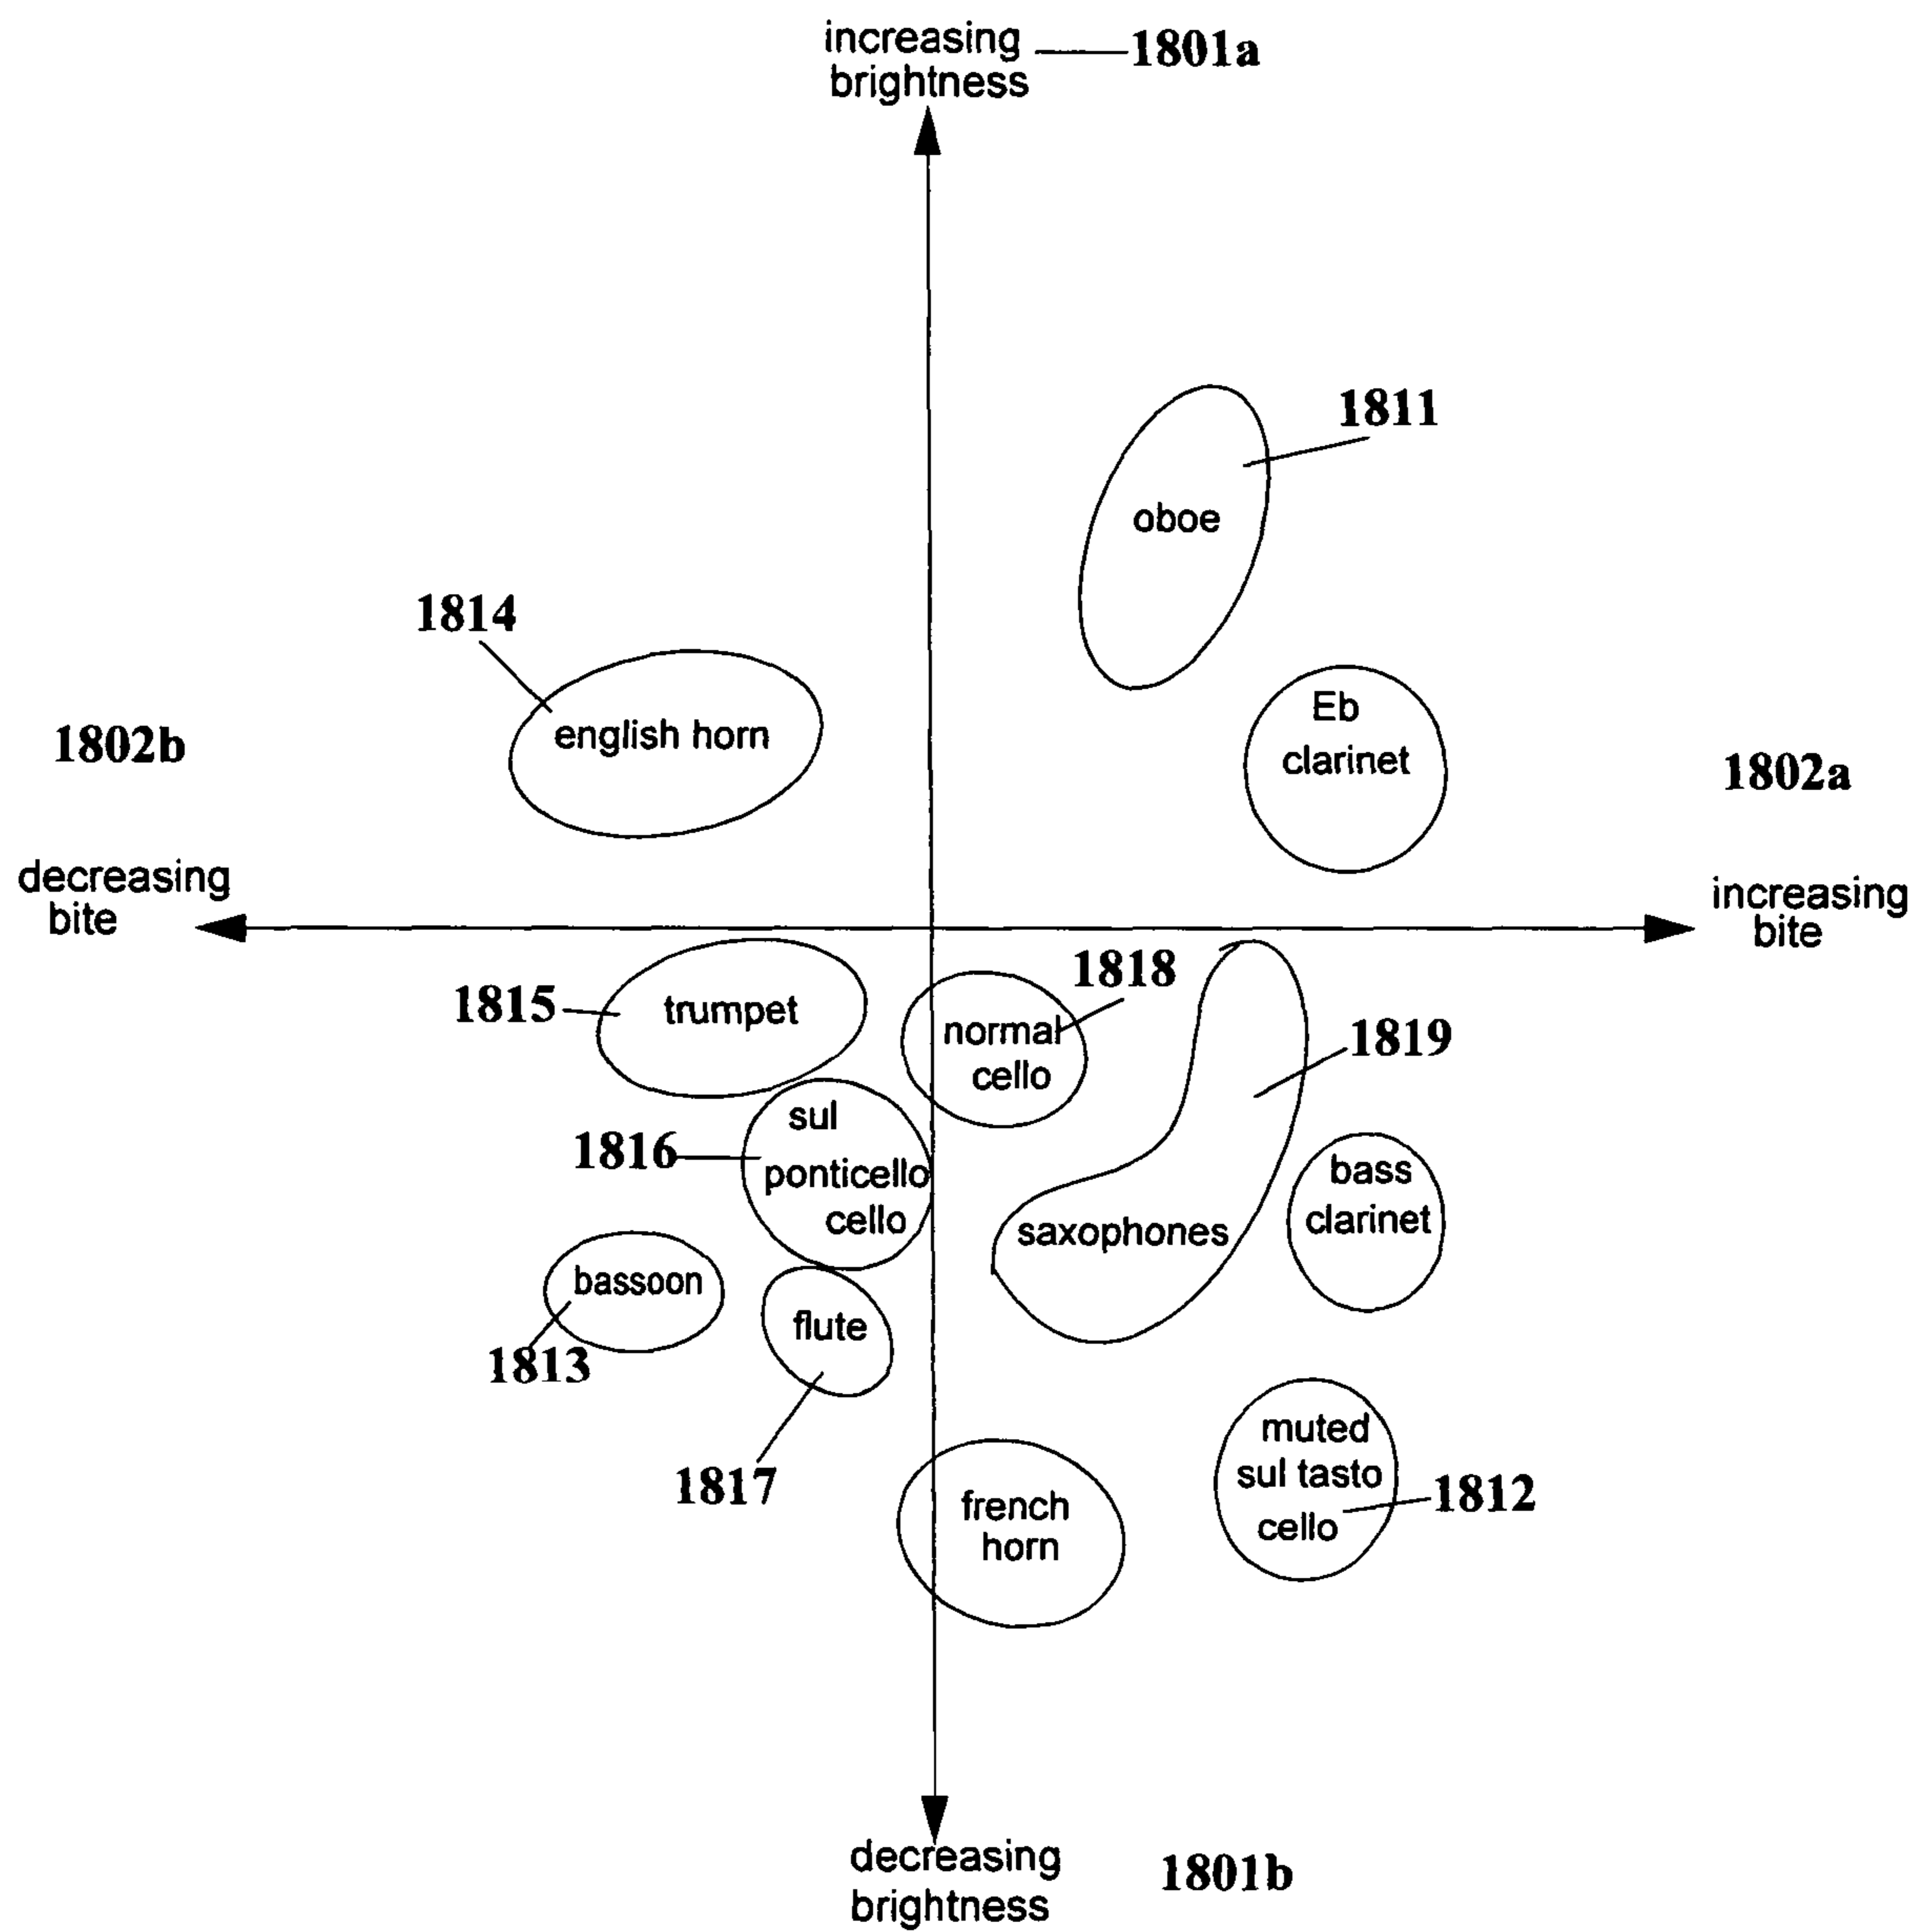 increasing
brightness
1801a
1811
oboe
1814
english horn
Eb
clarinet
1802b
1802a
decreasing
bite
increasing
bite
1815
trumpet
1818
normal
cello
1819
sul
ponticello
cello
1816
saxophones
bass
clarinet
bassoon
1813
flute
1817
muted
sul tasto
cello
1812
french
horn
decreasing
brightness
1801b